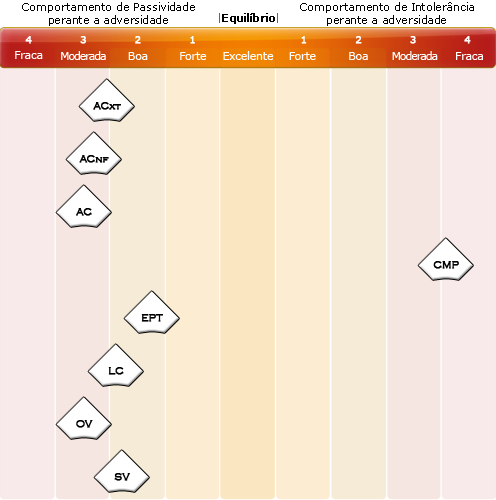 Comportamento de Passividade
perante a adversidade
|Equilíbrio|
Comportamento de Intolerância
perante a adversidade
4 3 2 1 1 2 3 4
Fraca Moderada Boa Forte Excelente Forte Boa Moderada Fraca
ACXT
ACNF
AC
CMP
EPT
LC
OV
SV